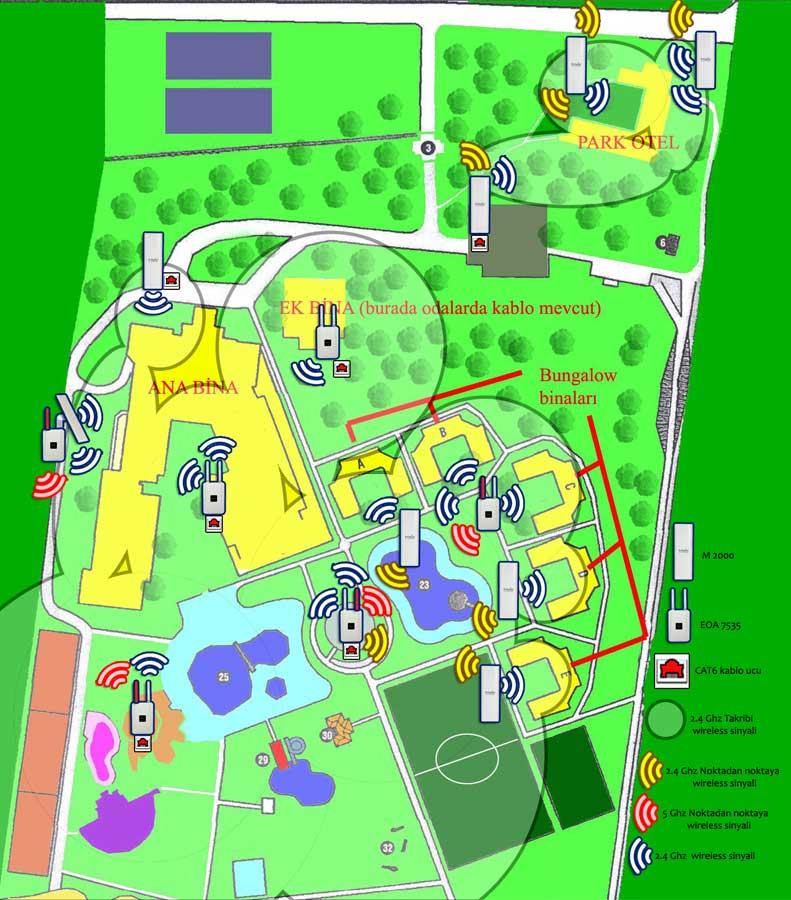 PARK OTEL
3
6
EK BİNA (burada odalarda kablo mevcut)
ANA BİNA
Bungalow
binaları
A
B
C
D
E
23
25
29
30
32
M 2000
EOA 7535
CAT6 kablo ucu
2.4 Ghz Takribi
wireless sinyali
2.4 Ghz Noktadan noktaya
wireless sinyali
5 Ghz Noktadan noktaya
wireless sinyali
2.4 Ghz wireless sinyali